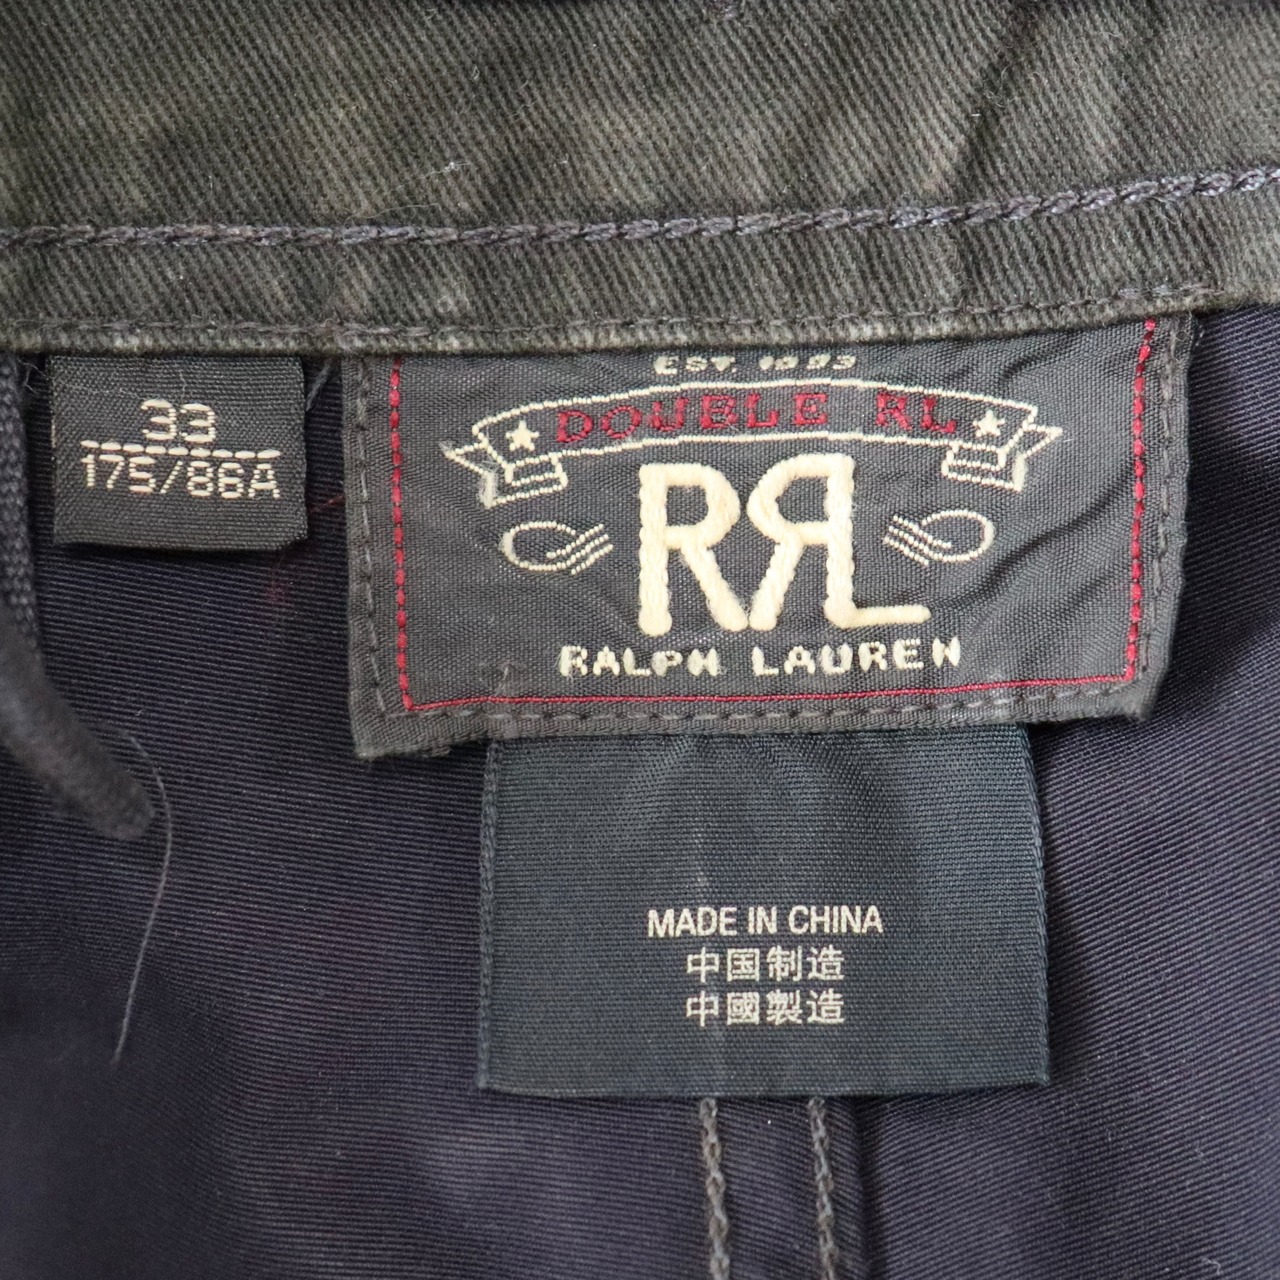 33
175/86A
EST. 1993
DOUBLE RL
RRL
RALPH LAUREN
MADE IN CHINA
中国制造
中國製造